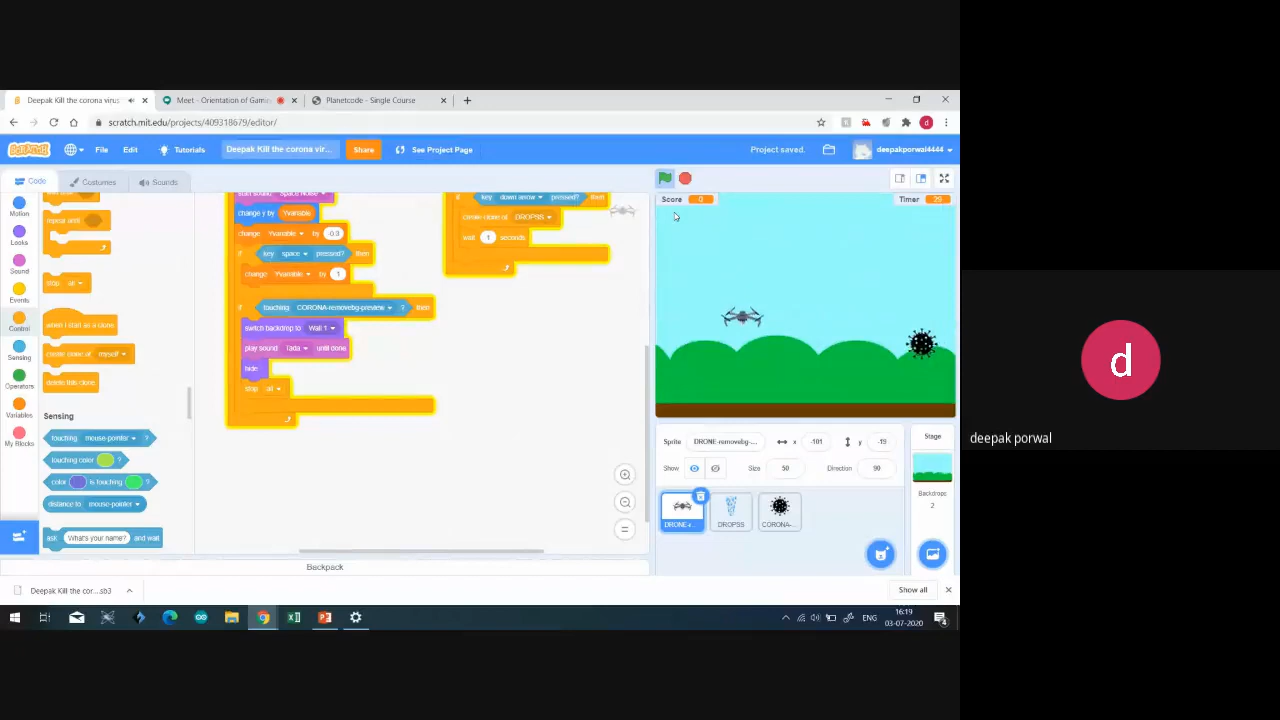 Deepak Kill the corona virus
Meet - Orientation of Gamin
Planetcode - Single Course
scratch.mit.edu/projects/409318679/editor/
d
SCRATCH
File
Edit
Tutorials
Deepak Kill the corona vir...
Share
See Project Page
Project saved.
deepakporwal4444
Code
Costumes
Sounds
Motion
Looks
Sound
Events
Control
Sensing
Operators
Variables
My Blocks
repeat until
stop all
when I start as a clone
create clone of myself
delete this clone
Sensing
touching mouse-pointer ?
touching color ?
color is touching ?
distance to mouse-pointer
ask What's your name? and wait
change y by Yvariable
change Yvariable by -0.3
if key space pressed? then
change Yvariable by 1
if touching CORONA-removebg-preview ? then
switch backdrop to Wall 1
play sound Tada until done
hide
stop all
if key down arrow pressed? then
create clone of DROPSS
wait 1 seconds
Score 0
Timer 29
Sprite DRONE-removebg-... x -101 y -19
Show Size 50 Direction 90
Stage
Backdrops
2
DRONE-r...
DROPSS
CORONA-...
Backpack
Deepak Kill the cor....sb3
Show all
ENG
16:19
03-07-2020
4
d
deepak porwal